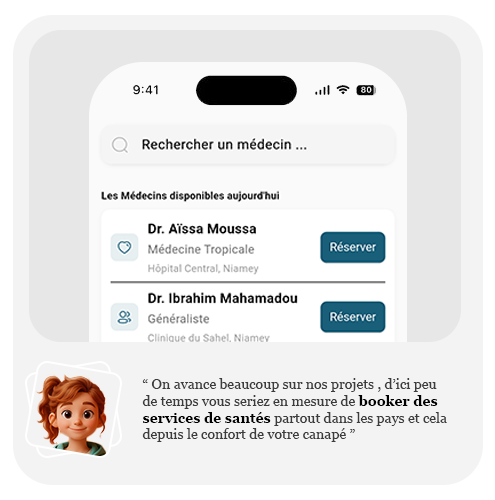 9:41
80
Rechercher un médecin ...
Les Médecins disponibles aujourd'hui
Dr. Aïssa Moussa
Médecine Tropicale
Hôpital Central, Niamey
Réserver
Dr. Ibrahim Mahamadou
Généraliste
Clinique du Sahel, Niamey
Réserver
“ On avance beaucoup sur nos projets , d’ici peu
de temps vous seriez en mesure de booker des
services de santés partout dans les pays et cela
depuis le confort de votre canapé ”